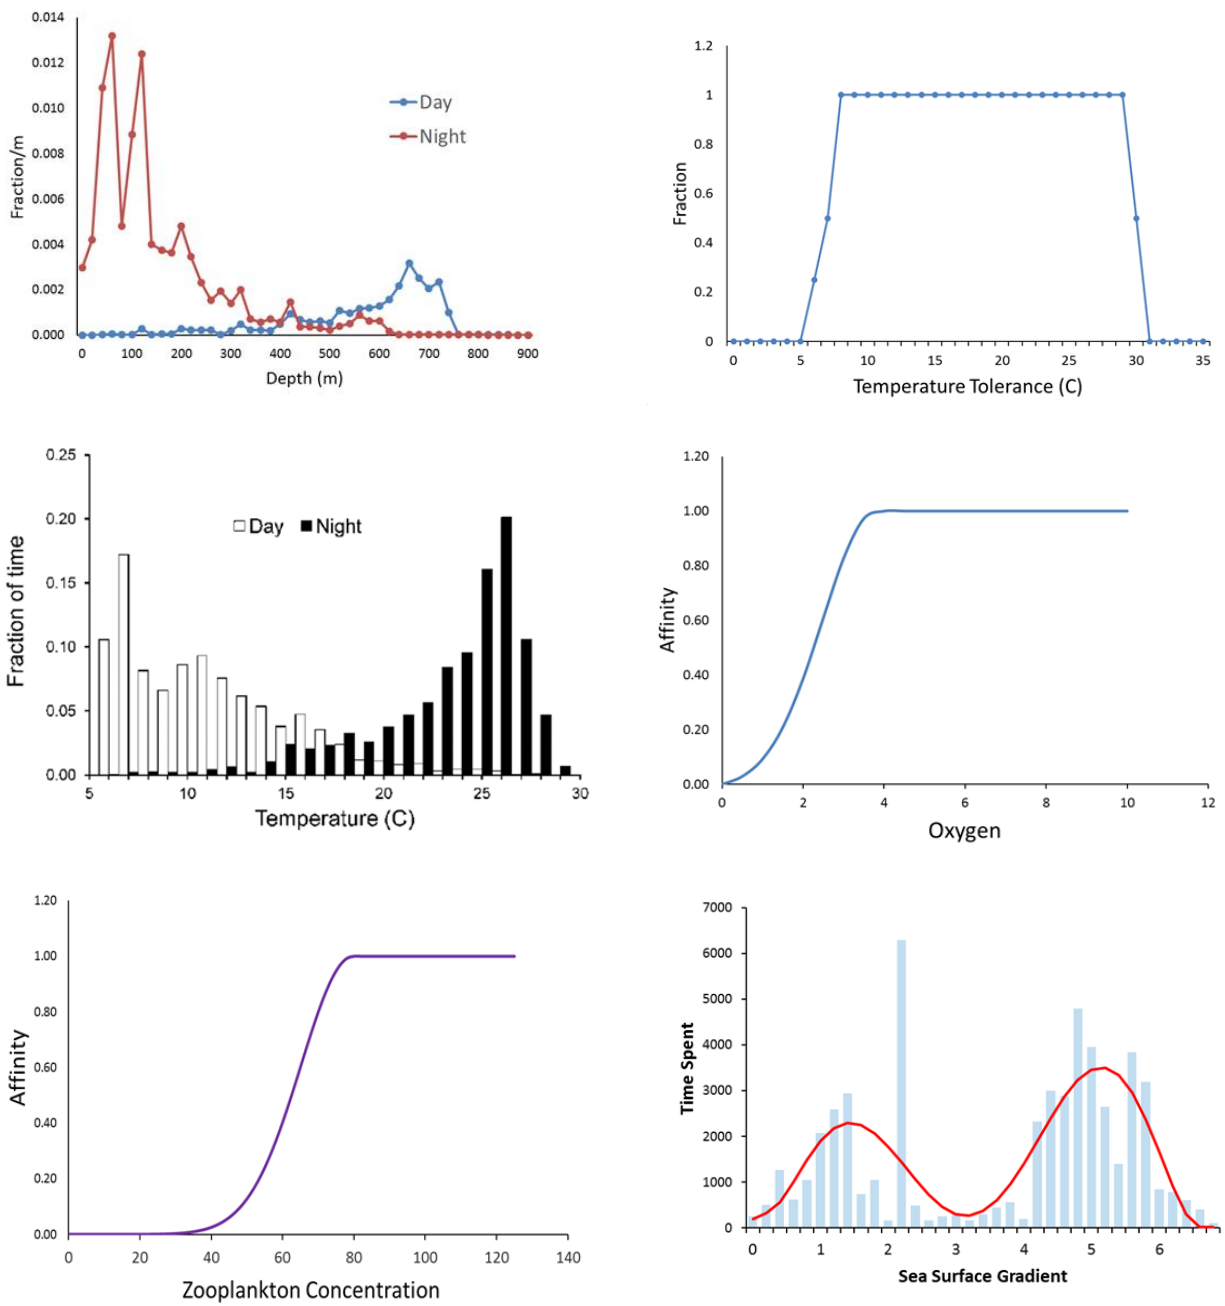 0.014
0.012
0.010
0.008
0.006
0.004
0.002
0.000
Fraction/m
Day
Night
0 100 200 300 400 500 600 700 800 900
Depth (m)
1.2
1
0.8
0.6
0.4
0.2
0
Fraction
0 5 10 15 20 25 30 35
Temperature Tolerance (C)
0.25
0.20
0.15
0.10
0.05
0.00
Fraction of time
Day Night
5 10 15 20 25 30
Temperature (C)
1.20
1.00
0.80
0.60
0.40
0.20
0.00
Affinity
0 2 4 6 8 10 12
Oxygen
1.20
1.00
0.80
0.60
0.40
0.20
0.00
Affinity
0 20 40 60 80 100 120 140
Zooplankton Concentration
7000
6000
5000
4000
3000
2000
1000
0
Time Spent
0 1 2 3 4 5 6
Sea Surface Gradient